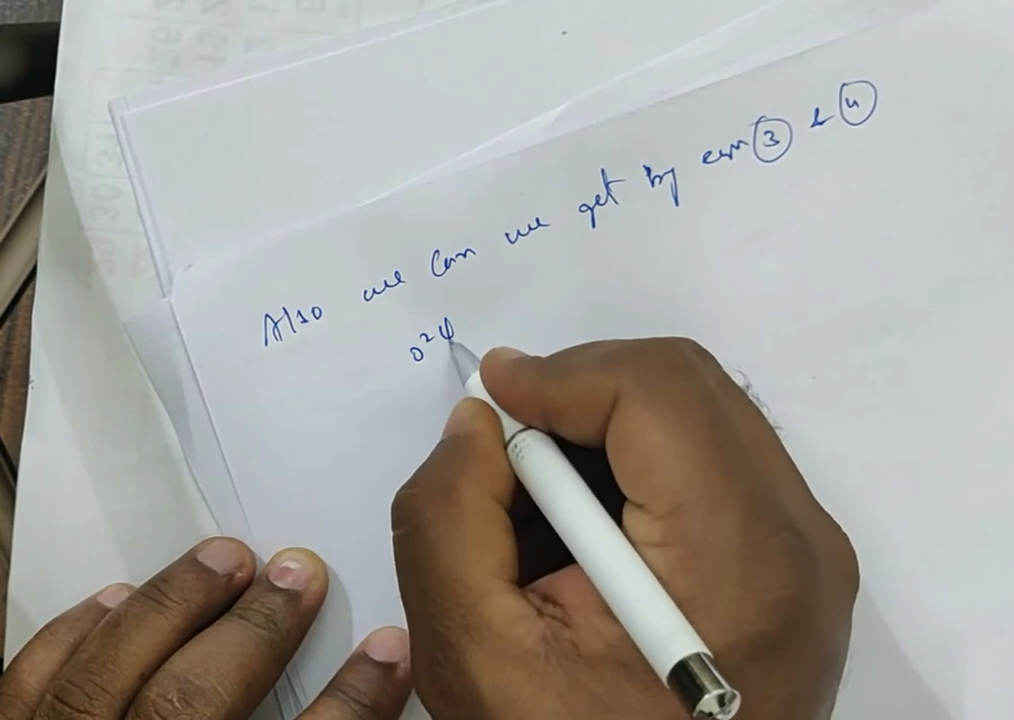 Also we can we get by eqn ③ & ④
∂²ψ